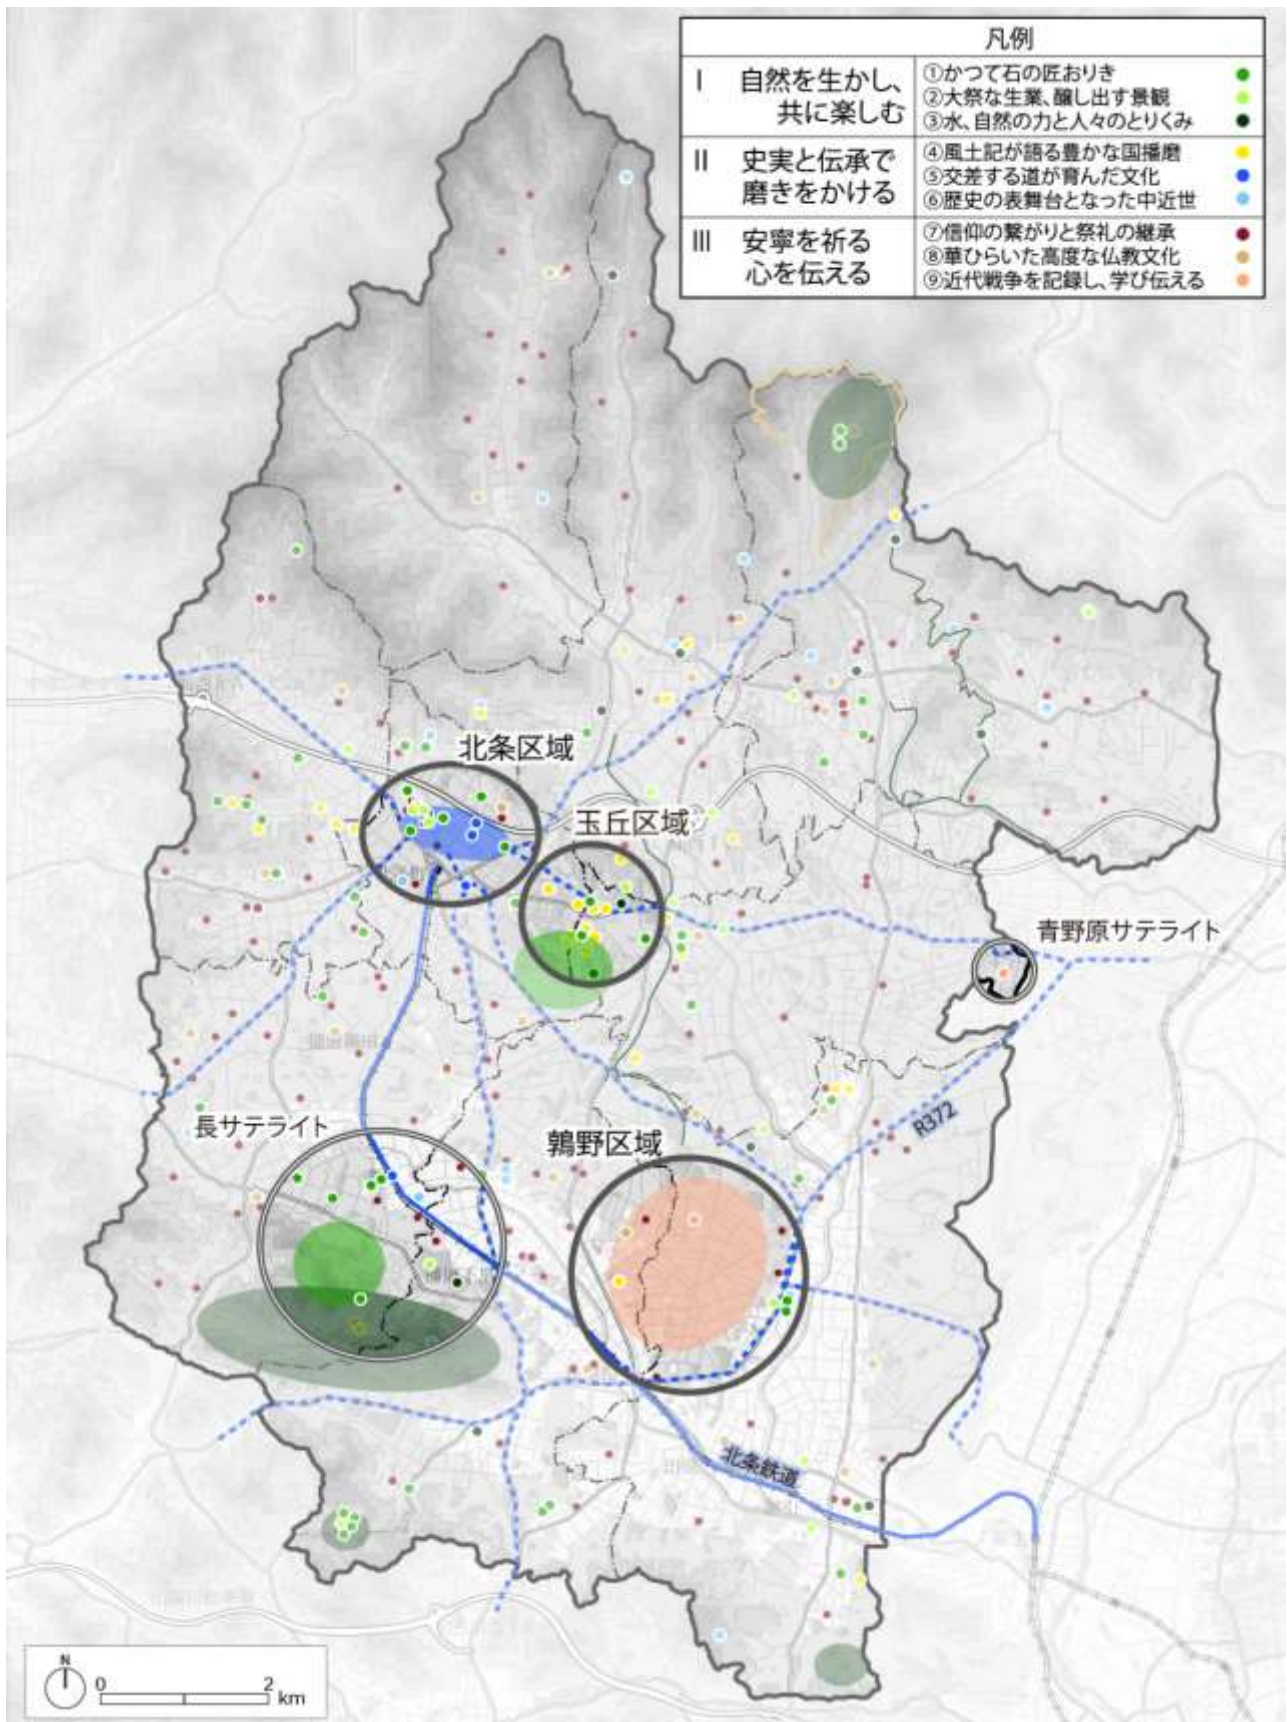 凡例
I 自然を生かし、
共に楽しむ
①かつて石の匠おりき
②大祭な生業、醸し出す景観
③水、自然の力と人々のとりくみ
II 史実と伝承で
磨きをかける
④風土記が語る豊かな国播磨
⑤交差する道が育んだ文化
⑥歴史の表舞台となった中近世
III 安寧を祈る
心を伝える
⑦信仰の繋がりと祭礼の継承
⑧華ひらいた高度な仏教文化
⑨近代戦争を記録し、学び伝える
北条区域
玉丘区域
青野原サテライト
R372
長サテライト
鶉野区域
北条鉄道
N
0 2
km